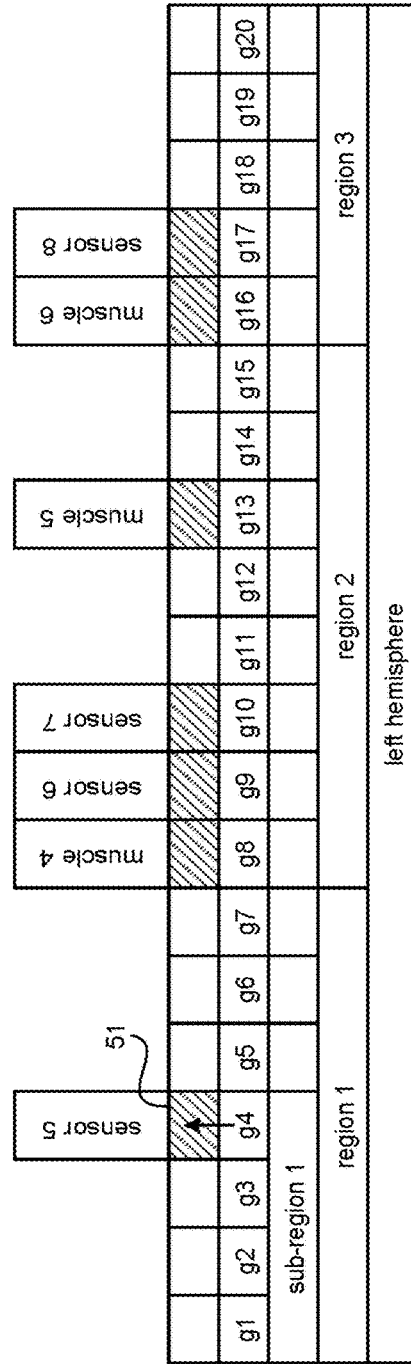 sensor 5
muscle 4
sensor 6
sensor 7
muscle 5
muscle 6
sensor 8
51
g1 g2 g3 g4 g5 g6 g7 g8 g9 g10 g11 g12 g13 g14 g15 g16 g17 g18 g19 g20
sub-region 1
region 1 region 2 region 3
left hemisphere